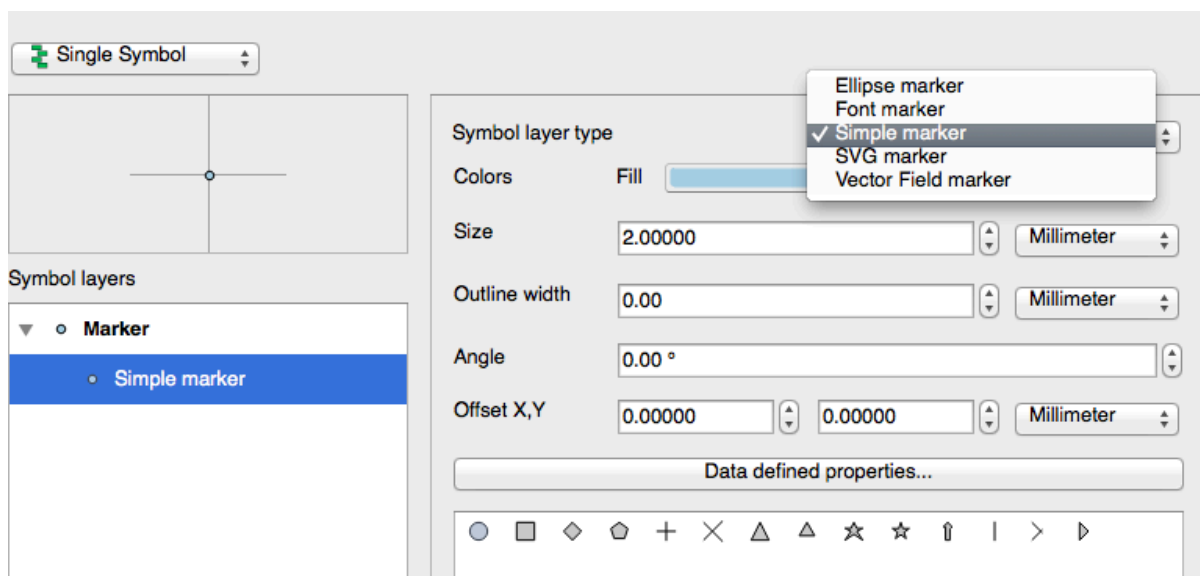 Single Symbol
Symbol layers
Marker
Simple marker
Symbol layer type
Ellipse marker
Font marker
✓ Simple marker
SVG marker
Vector Field marker
Colors Fill
Size 2.00000 Millimeter
Outline width 0.00 Millimeter
Angle 0.00 °
Offset X,Y 0.00000 0.00000 Millimeter
Data defined properties...